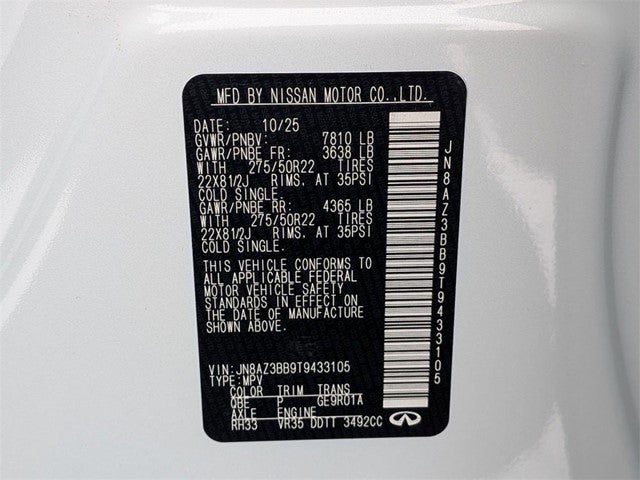 MFD BY NISSAN MOTOR CO.,LTD.
DATE: 10/25
GVWR/PNBV: 7810 LB
GAWR/PNBE FR: 3638 LB
WITH 275/50R22 TIRES
22X81/2J RIMS. AT 35PSI
COLD SINGLE.
GAWR/PNBE RR: 4365 LB
WITH 275/50R22 TIRES
22X81/2J RIMS. AT 35PSI
COLD SINGLE.
THIS VEHICLE CONFORMS TO
ALL APPLICABLE FEDERAL
MOTOR VEHICLE SAFETY
STANDARDS IN EFFECT ON
THE DATE OF MANUFACTURE
SHOWN ABOVE.
VIN: JN8AZ3BB9T9433105
TYPE: MPV
COLOR TRIM TRANS
QBE P GE9R01A
AXLE ENGINE
RH33 VR35 DDTT 3492CC
JN8AZ3BB9T9433105
INFINITI